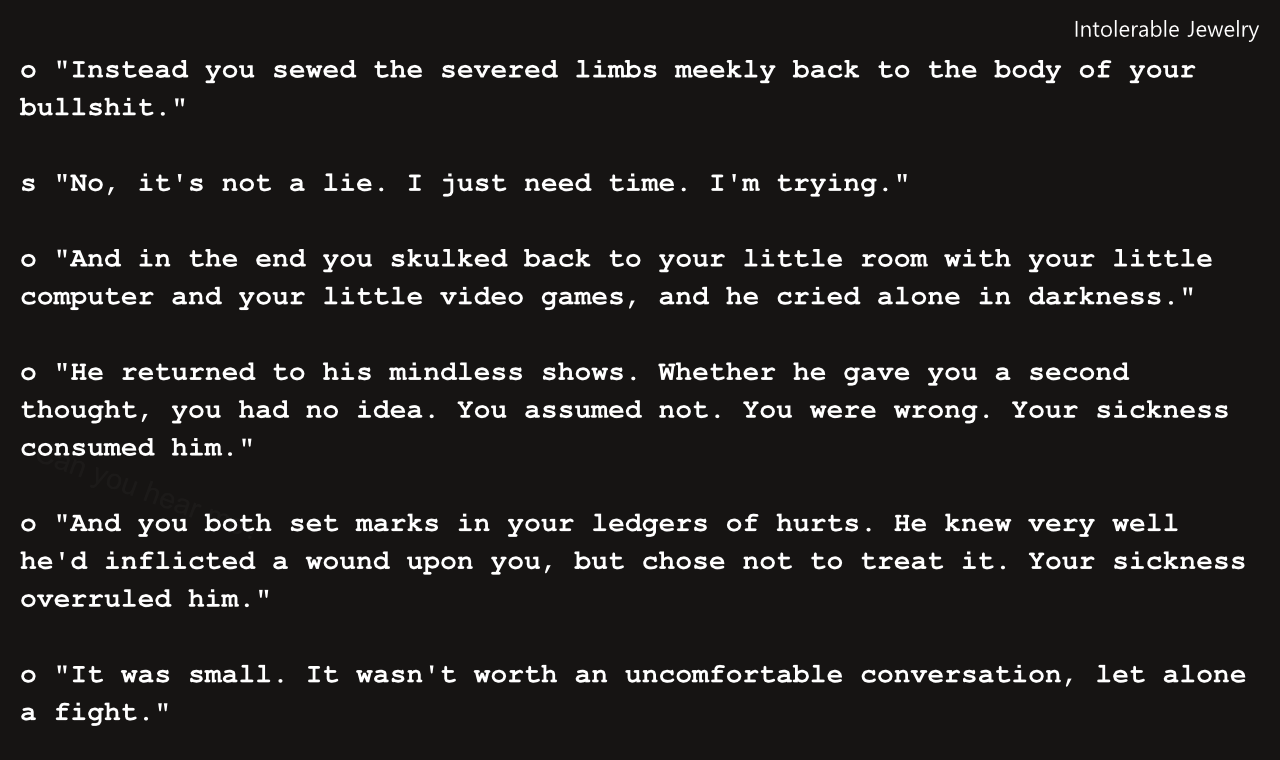 Intolerable Jewelry
o "Instead you sewed the severed limbs meekly back to the body of your
bullshit."
s "No, it's not a lie. I just need time. I'm trying."
o "And in the end you skulked back to your little room with your little
computer and your little video games, and he cried alone in darkness."
o "He returned to his mindless shows. Whether he gave you a second
thought, you had no idea. You assumed not. You were wrong. Your sickness
consumed him."
can you hear
o "And you both set marks in your ledgers of hurts. He knew very well
he'd inflicted a wound upon you, but chose not to treat it. Your sickness
overruled him."
o "It was small. It wasn't worth an uncomfortable conversation, let alone
a fight."